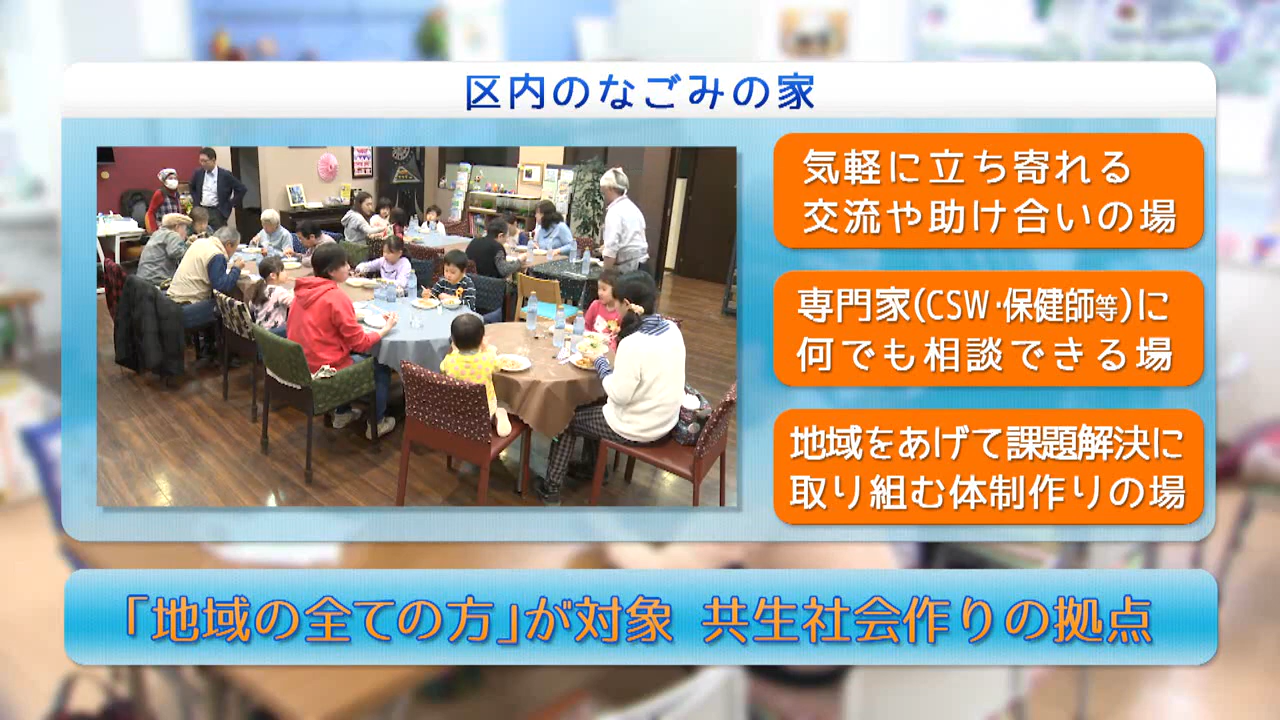 区内のなごみの家
気軽に立ち寄れる
交流や助け合いの場
専門家(CSW・保健師等)に
何でも相談できる場
地域をあげて課題解決に
取り組む体制作りの場
「地域の全ての方」が対象 共生社会作りの拠点